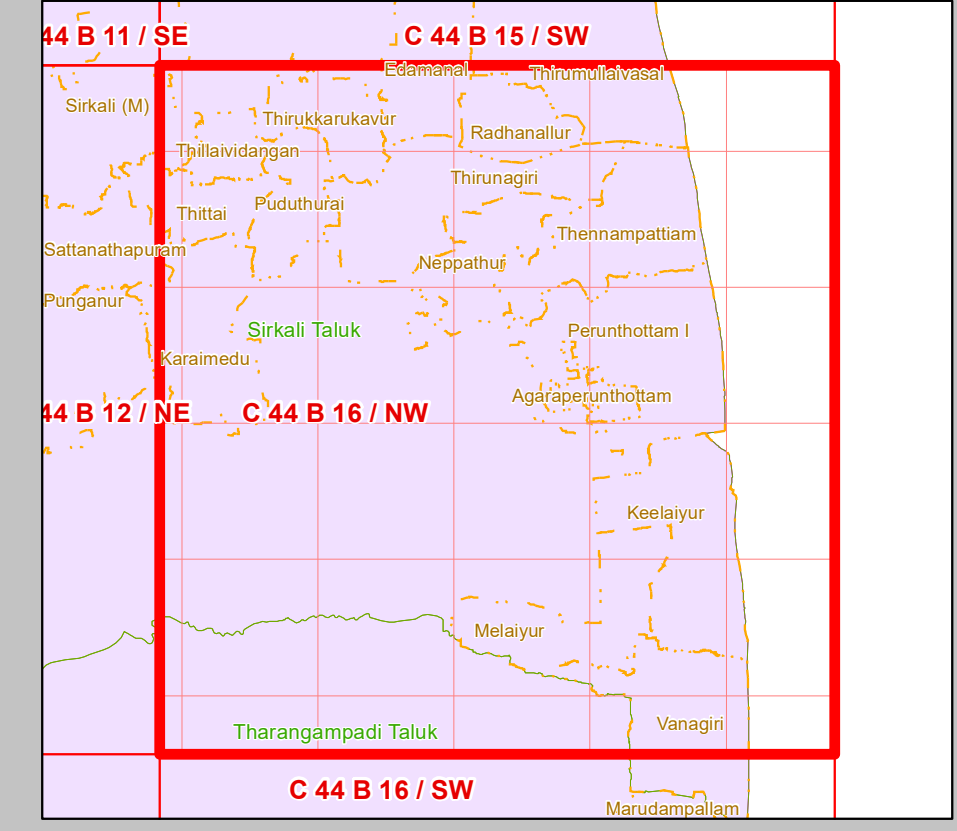 44 B 11 / SE
C 44 B 15 / SW
Edamanal
Thirumullaivasal
Sirkali (M)
Thirukkarukavur
Radhanallur
Thillaividangan
Thirunagiri
Puduthurai
Thittai
Thennampattiam
Sattanathapuram
Neppathur
Punganur
Sirkali Taluk
Perunthottam I
Karaimedu
Agaraperunthottam
44 B 12 / NE
C 44 B 16 / NW
Keelaiyur
Melaiyur
Vanagiri
Tharangampadi Taluk
C 44 B 16 / SW
Marudampallam